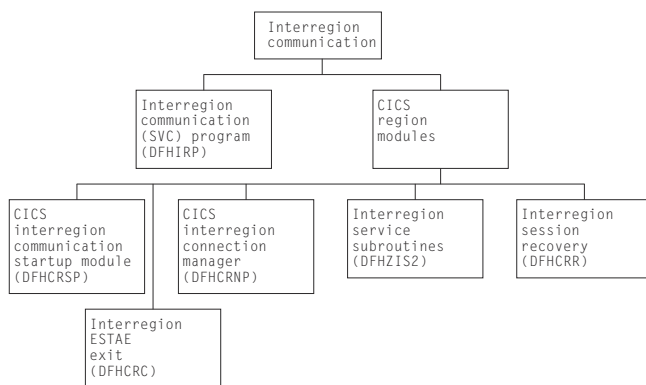 Interregion
communication
Interregion
communication
(SVC) program
(DFHIRP)
CICS
region
modules
CICS
interregion
communication
startup module
(DFHCRSP)
CICS
interregion
connection
manager
(DFHCRNP)
Interregion
service
subroutines
(DFHZIS2)
Interregion
session
recovery
(DFHCRR)
Interregion
ESTAE
exit
(DFHCRC)